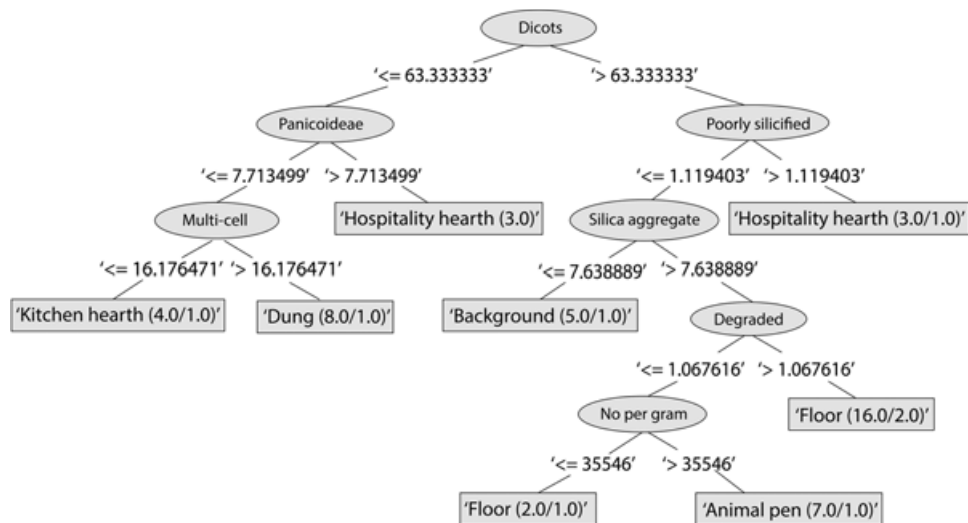 Dicots
‘<= 63.333333’ ‘> 63.333333’
Panicoideae Poorly silicified
‘<= 7.713499’ ‘> 7.713499’ ‘<= 1.119403’ ‘> 1.119403’
Multi-cell ‘Hospitality hearth (3.0)’ Silica aggregate ‘Hospitality hearth (3.0/1.0)’
‘<= 16.176471’ ‘> 16.176471’ ‘<= 7.638889’ ‘> 7.638889’
‘Kitchen hearth (4.0/1.0)’ ‘Dung (8.0/1.0)’ ‘Background (5.0/1.0)’ Degraded
‘<= 1.067616’ ‘> 1.067616’
No per gram ‘Floor (16.0/2.0)’
‘<= 35546’ ‘> 35546’
‘Floor (2.0/1.0)’ ‘Animal pen (7.0/1.0)’